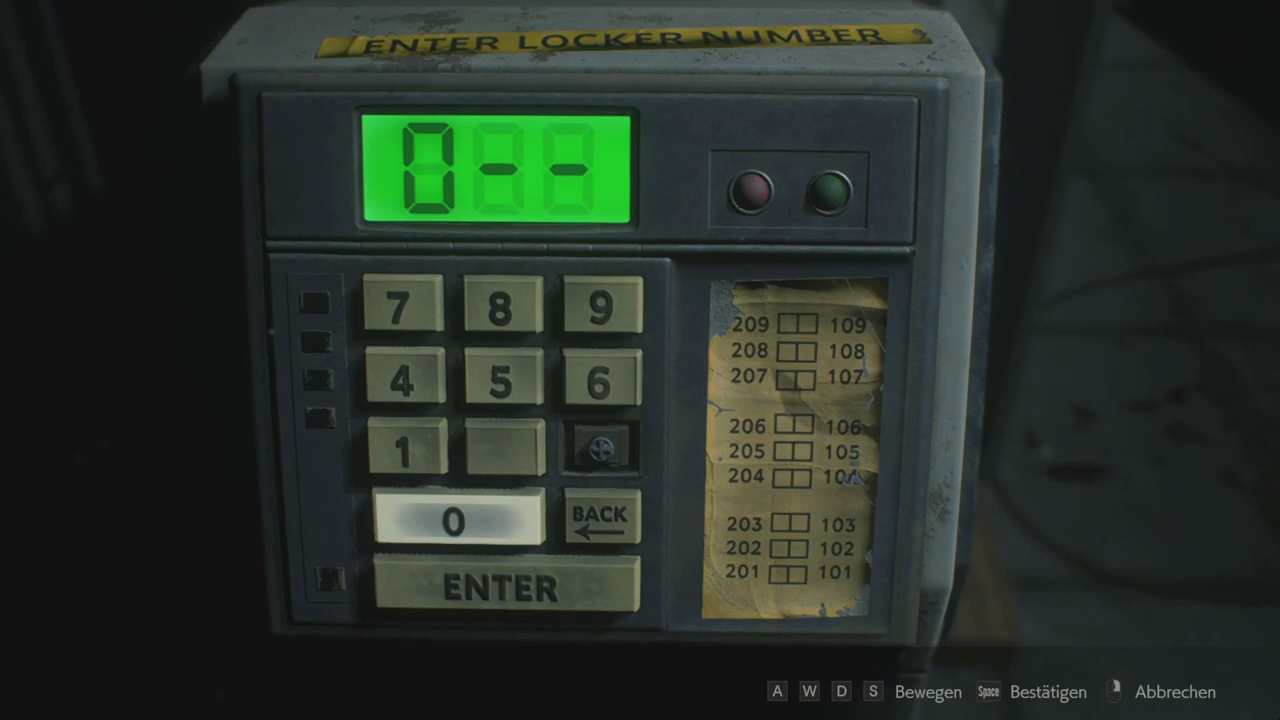 ENTER LOCKER NUMBER
0--
7 8 9
4 5 6
1
0 BACK
ENTER
209 109
208 108
207 107
206 106
205 105
204 104
203 103
202 102
201 101
A W D S Bewegen Space Bestätigen Abbrechen